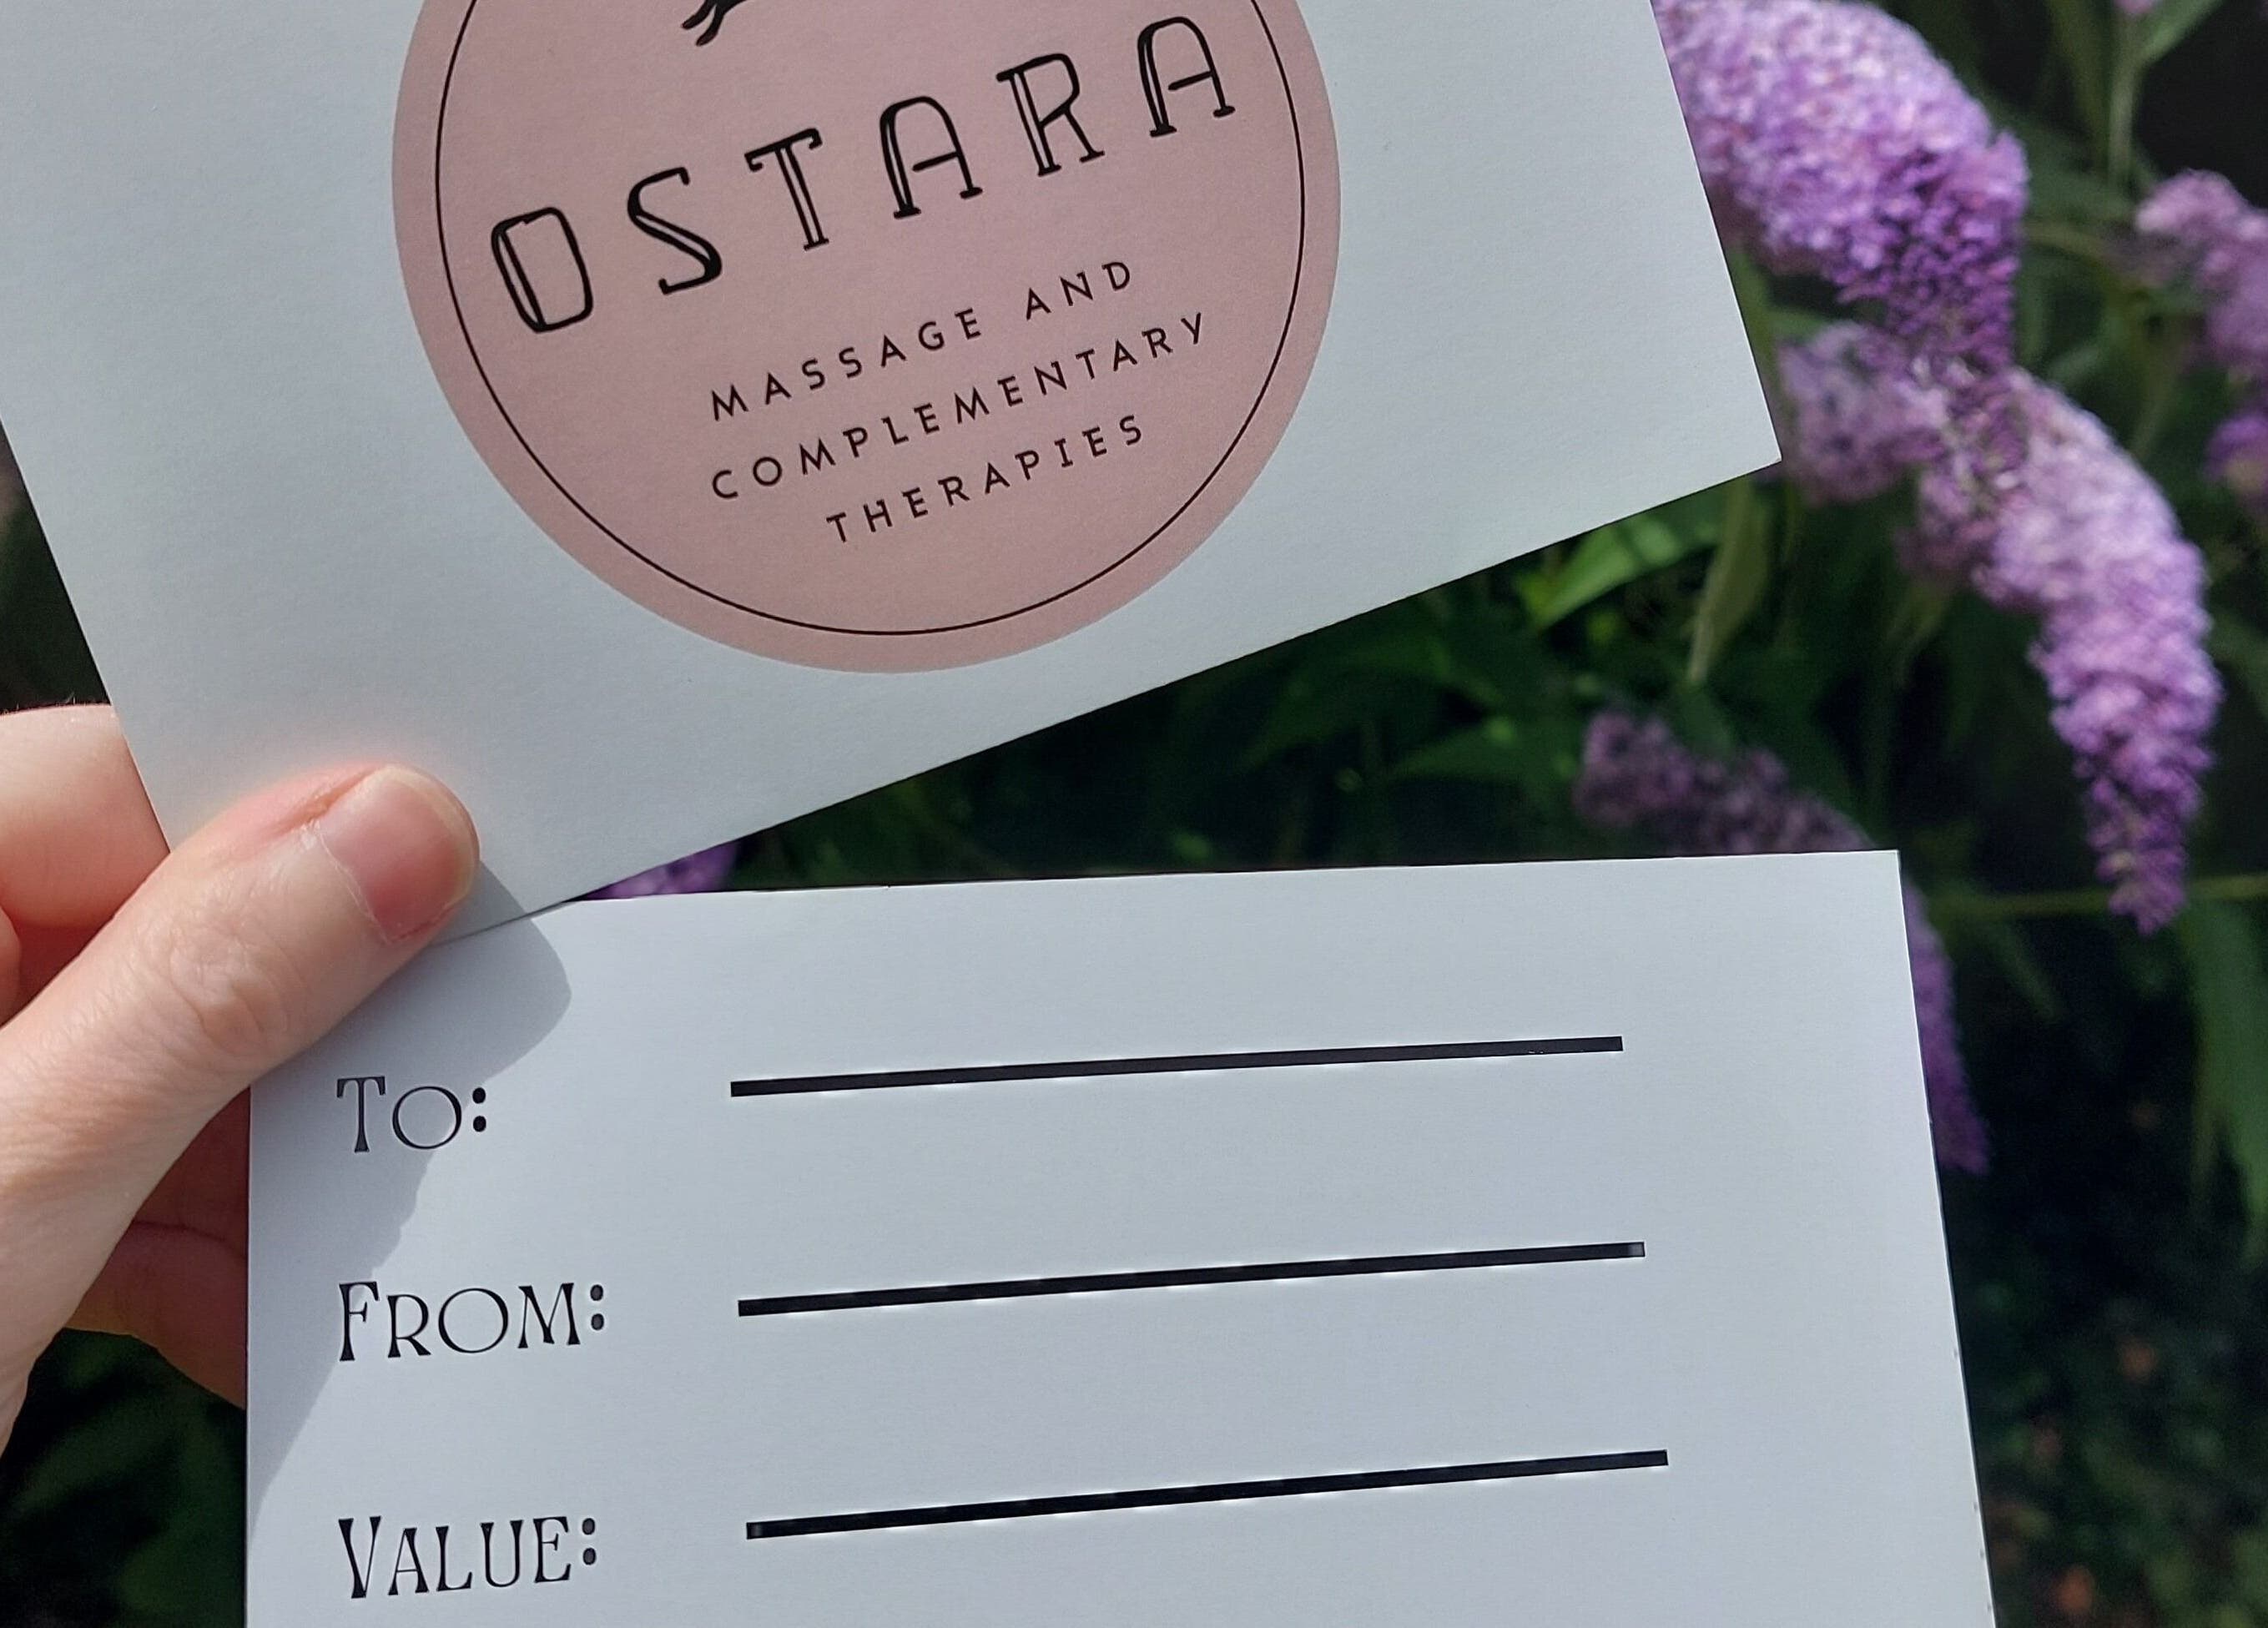 OSTARA
MASSAGE AND
COMPLEMENTARY
THERAPIES
TO:
FROM:
VALUE: